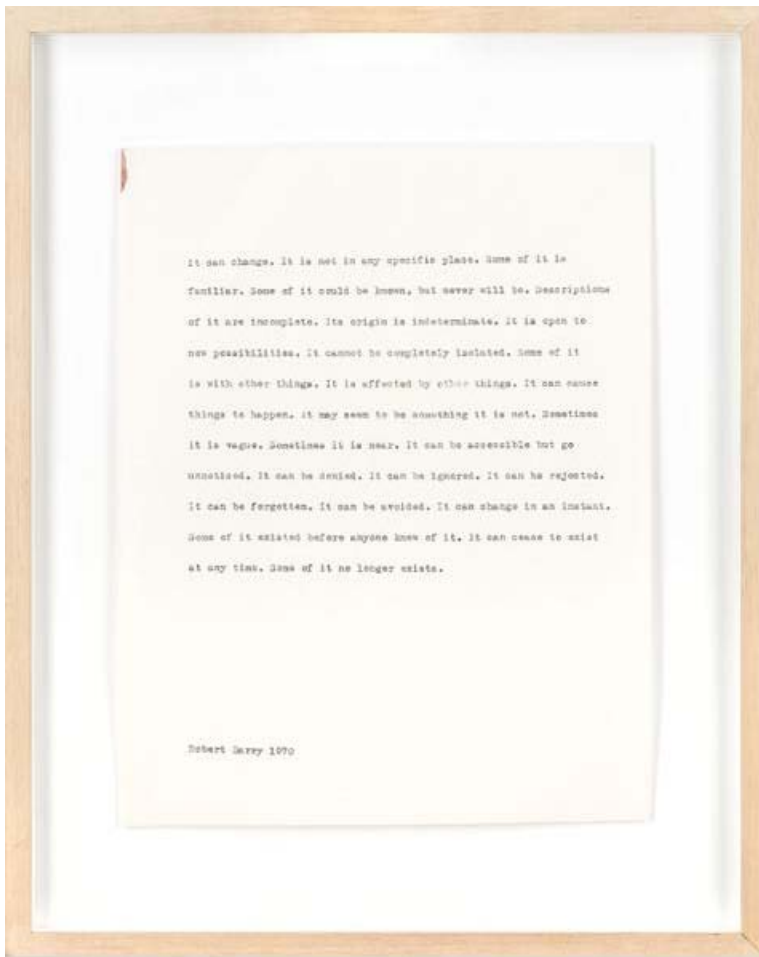 It can change. It is not in any specific place. Some of it is
familiar. Some of it could be known, but never will be. Descriptions
of it are incomplete. Its origin is indeterminate. It is open to
new possibilities. It cannot be completely isolated. Some of it
is with other things. It is affected by other things. It can cause
things to happen. It may seem to be something it is not. Sometimes
it is vague. Sometimes it is near. It can be accessible but go
unnoticed. It can be denied. It can be ignored. It can be rejected.
It can be forgotten. It can be avoided. It can change in an instant.
Some of it existed before anyone knew of it. It can cease to exist
at any time. Some of it no longer exists.
Robert Barry 1970